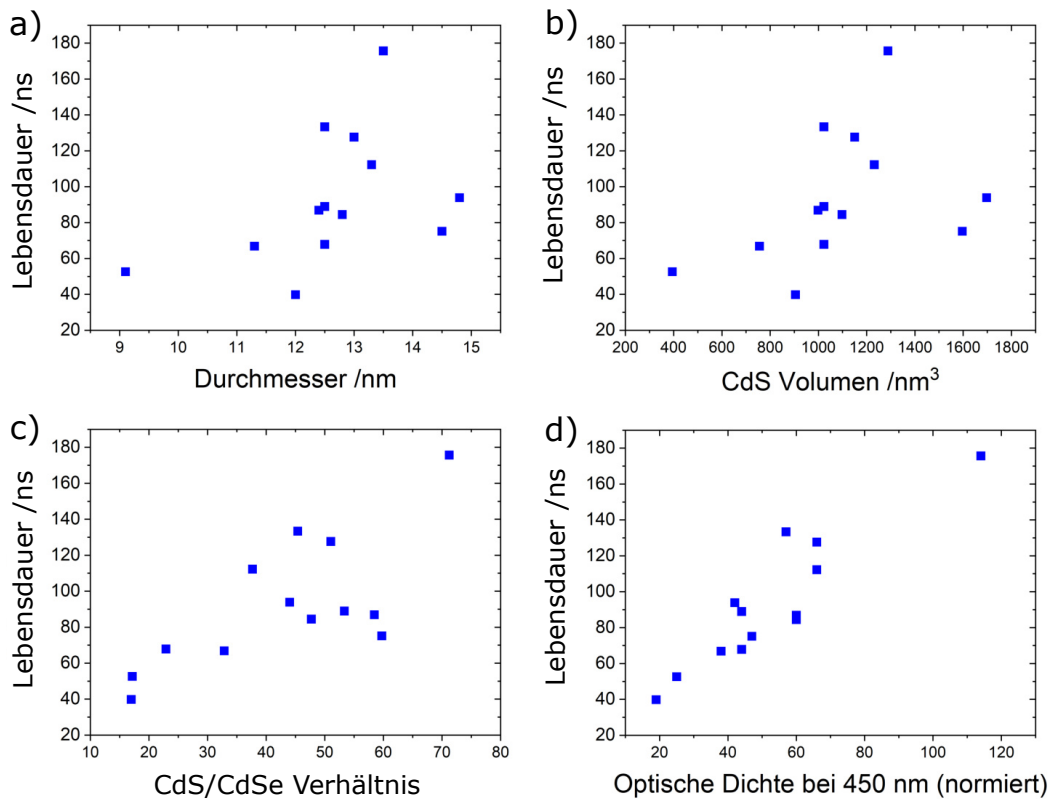 a)
Lebensdauer /ns
180
160
140
120
100
80
60
40
20
9 10 11 12 13 14 15
Durchmesser /nm
b)
Lebensdauer /ns
180
160
140
120
100
80
60
40
20
200 400 600 800 1000 1200 1400 1600 1800
CdS Volumen /nm³
c)
Lebensdauer /ns
180
160
140
120
100
80
60
40
20
10 20 30 40 50 60 70 80
CdS/CdSe Verhältnis
d)
Lebensdauer /ns
180
160
140
120
100
80
60
40
20
20 40 60 80 100 120
Optische Dichte bei 450 nm (normiert)